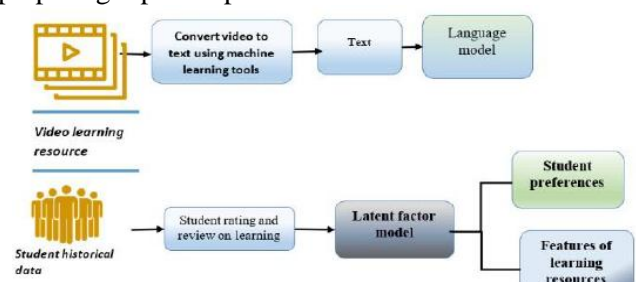 Convert video to
text using machine
learning tools
Text
Language
model
Video learning
resource
Student
preferences
Student rating and
review on learning
Latent factor
model
Student historical
data
Features of
learning
resources